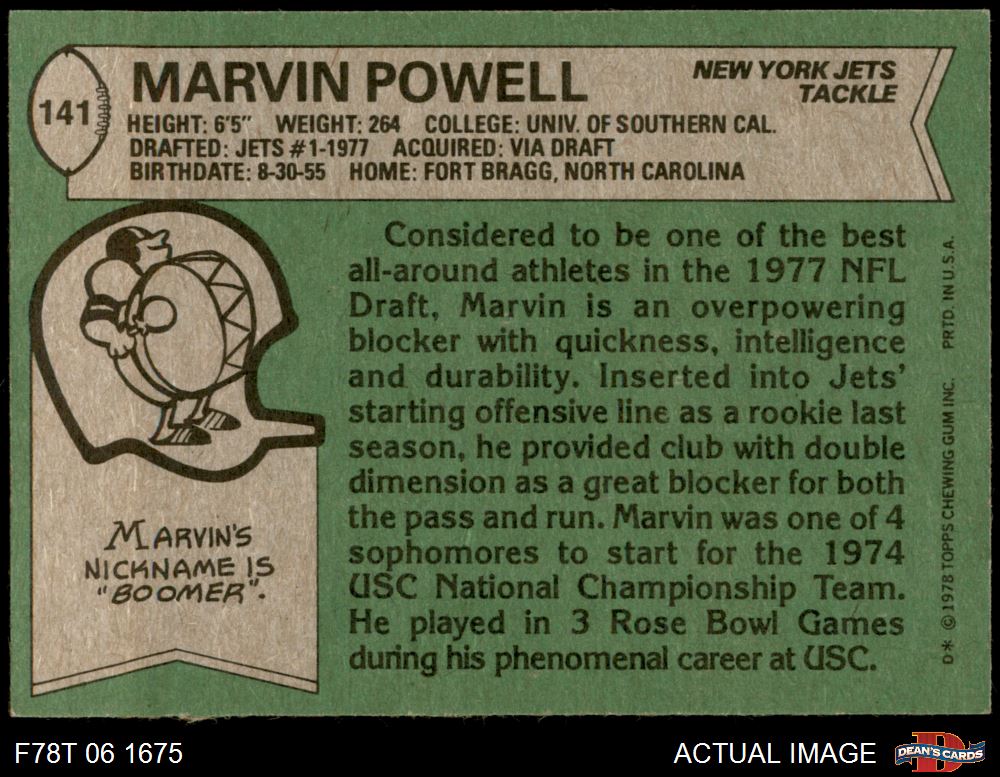 141
MARVIN POWELL
NEW YORK JETS
TACKLE
HEIGHT: 6'5" WEIGHT: 264 COLLEGE: UNIV. OF SOUTHERN CAL.
DRAFTED: JETS #1-1977 ACQUIRED: VIA DRAFT
BIRTHDATE: 8-30-55 HOME: FORT BRAGG, NORTH CAROLINA
Considered to be one of the best
all-around athletes in the 1977 NFL
Draft, Marvin is an overpowering
blocker with quickness, intelligence
and durability. Inserted into Jets'
starting offensive line as a rookie last
season, he provided club with double
dimension as a great blocker for both
the pass and run. Marvin was one of 4
sophomores to start for the 1974
USC National Championship Team.
He played in 3 Rose Bowl Games
during his phenomenal career at USC.
MARVIN'S
NICKNAME IS
"BOOMER".
D* © 1978 TOPPS CHEWING GUM INC. PRTD. IN U.S.A.
F78T 06 1675
ACTUAL IMAGE
D
DEAN'S CARDS